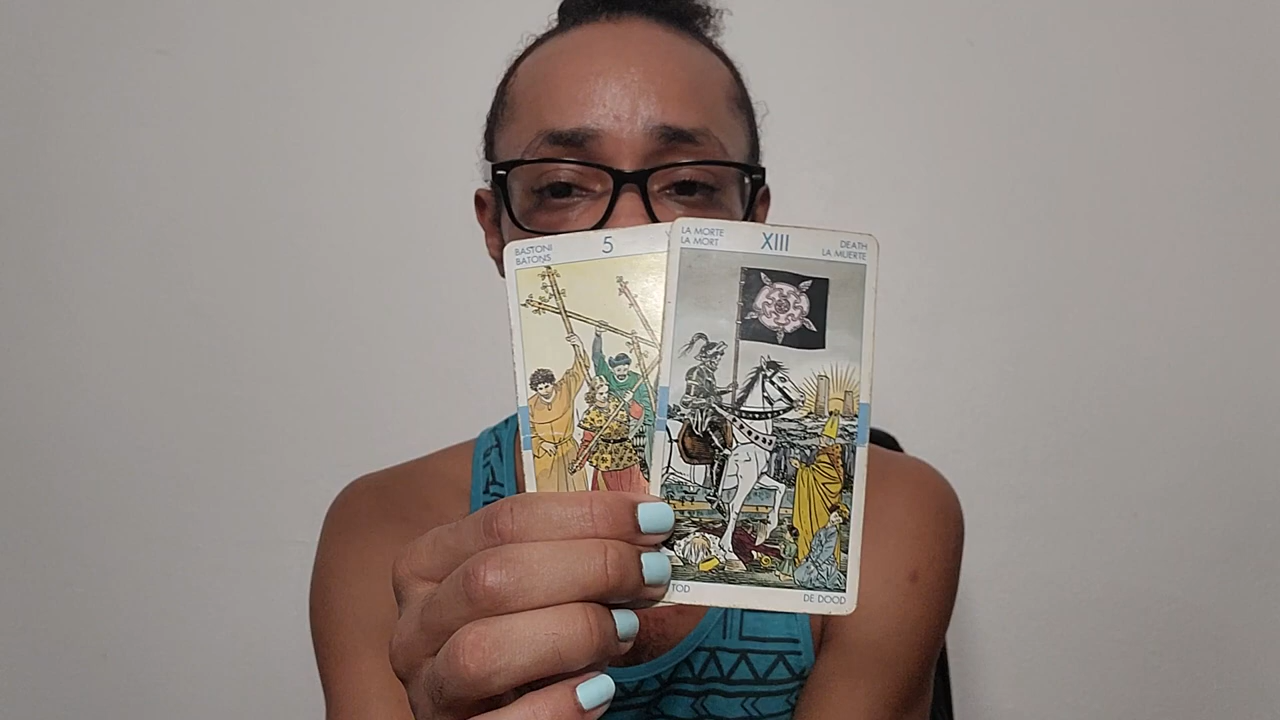 BASTONI
BATONS
5
LA MORTE
LA MORT
XIII
DEATH
LA MUERTE
TOD
DE DOOD